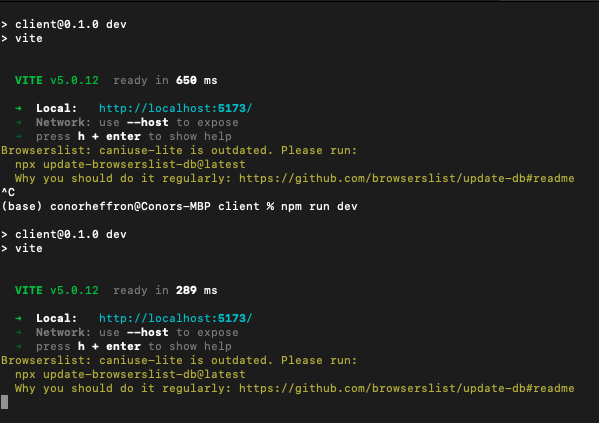 > client@0.1.0 dev
> vite
VITE v5.0.12  ready in 650 ms
➜  Local:   http://localhost:5173/
➜  Network: use --host to expose
➜  press h + enter to show help
Browserslist: caniuse-lite is outdated. Please run:
npx update-browserslist-db@latest
Why you should do it regularly: https://github.com/browserslist/update-db#readme
^C
(base) conorheffron@Conors-MBP client % npm run dev
> client@0.1.0 dev
> vite
VITE v5.0.12  ready in 289 ms
➜  Local:   http://localhost:5173/
➜  Network: use --host to expose
➜  press h + enter to show help
Browserslist: caniuse-lite is outdated. Please run:
npx update-browserslist-db@latest
Why you should do it regularly: https://github.com/browserslist/update-db#readme